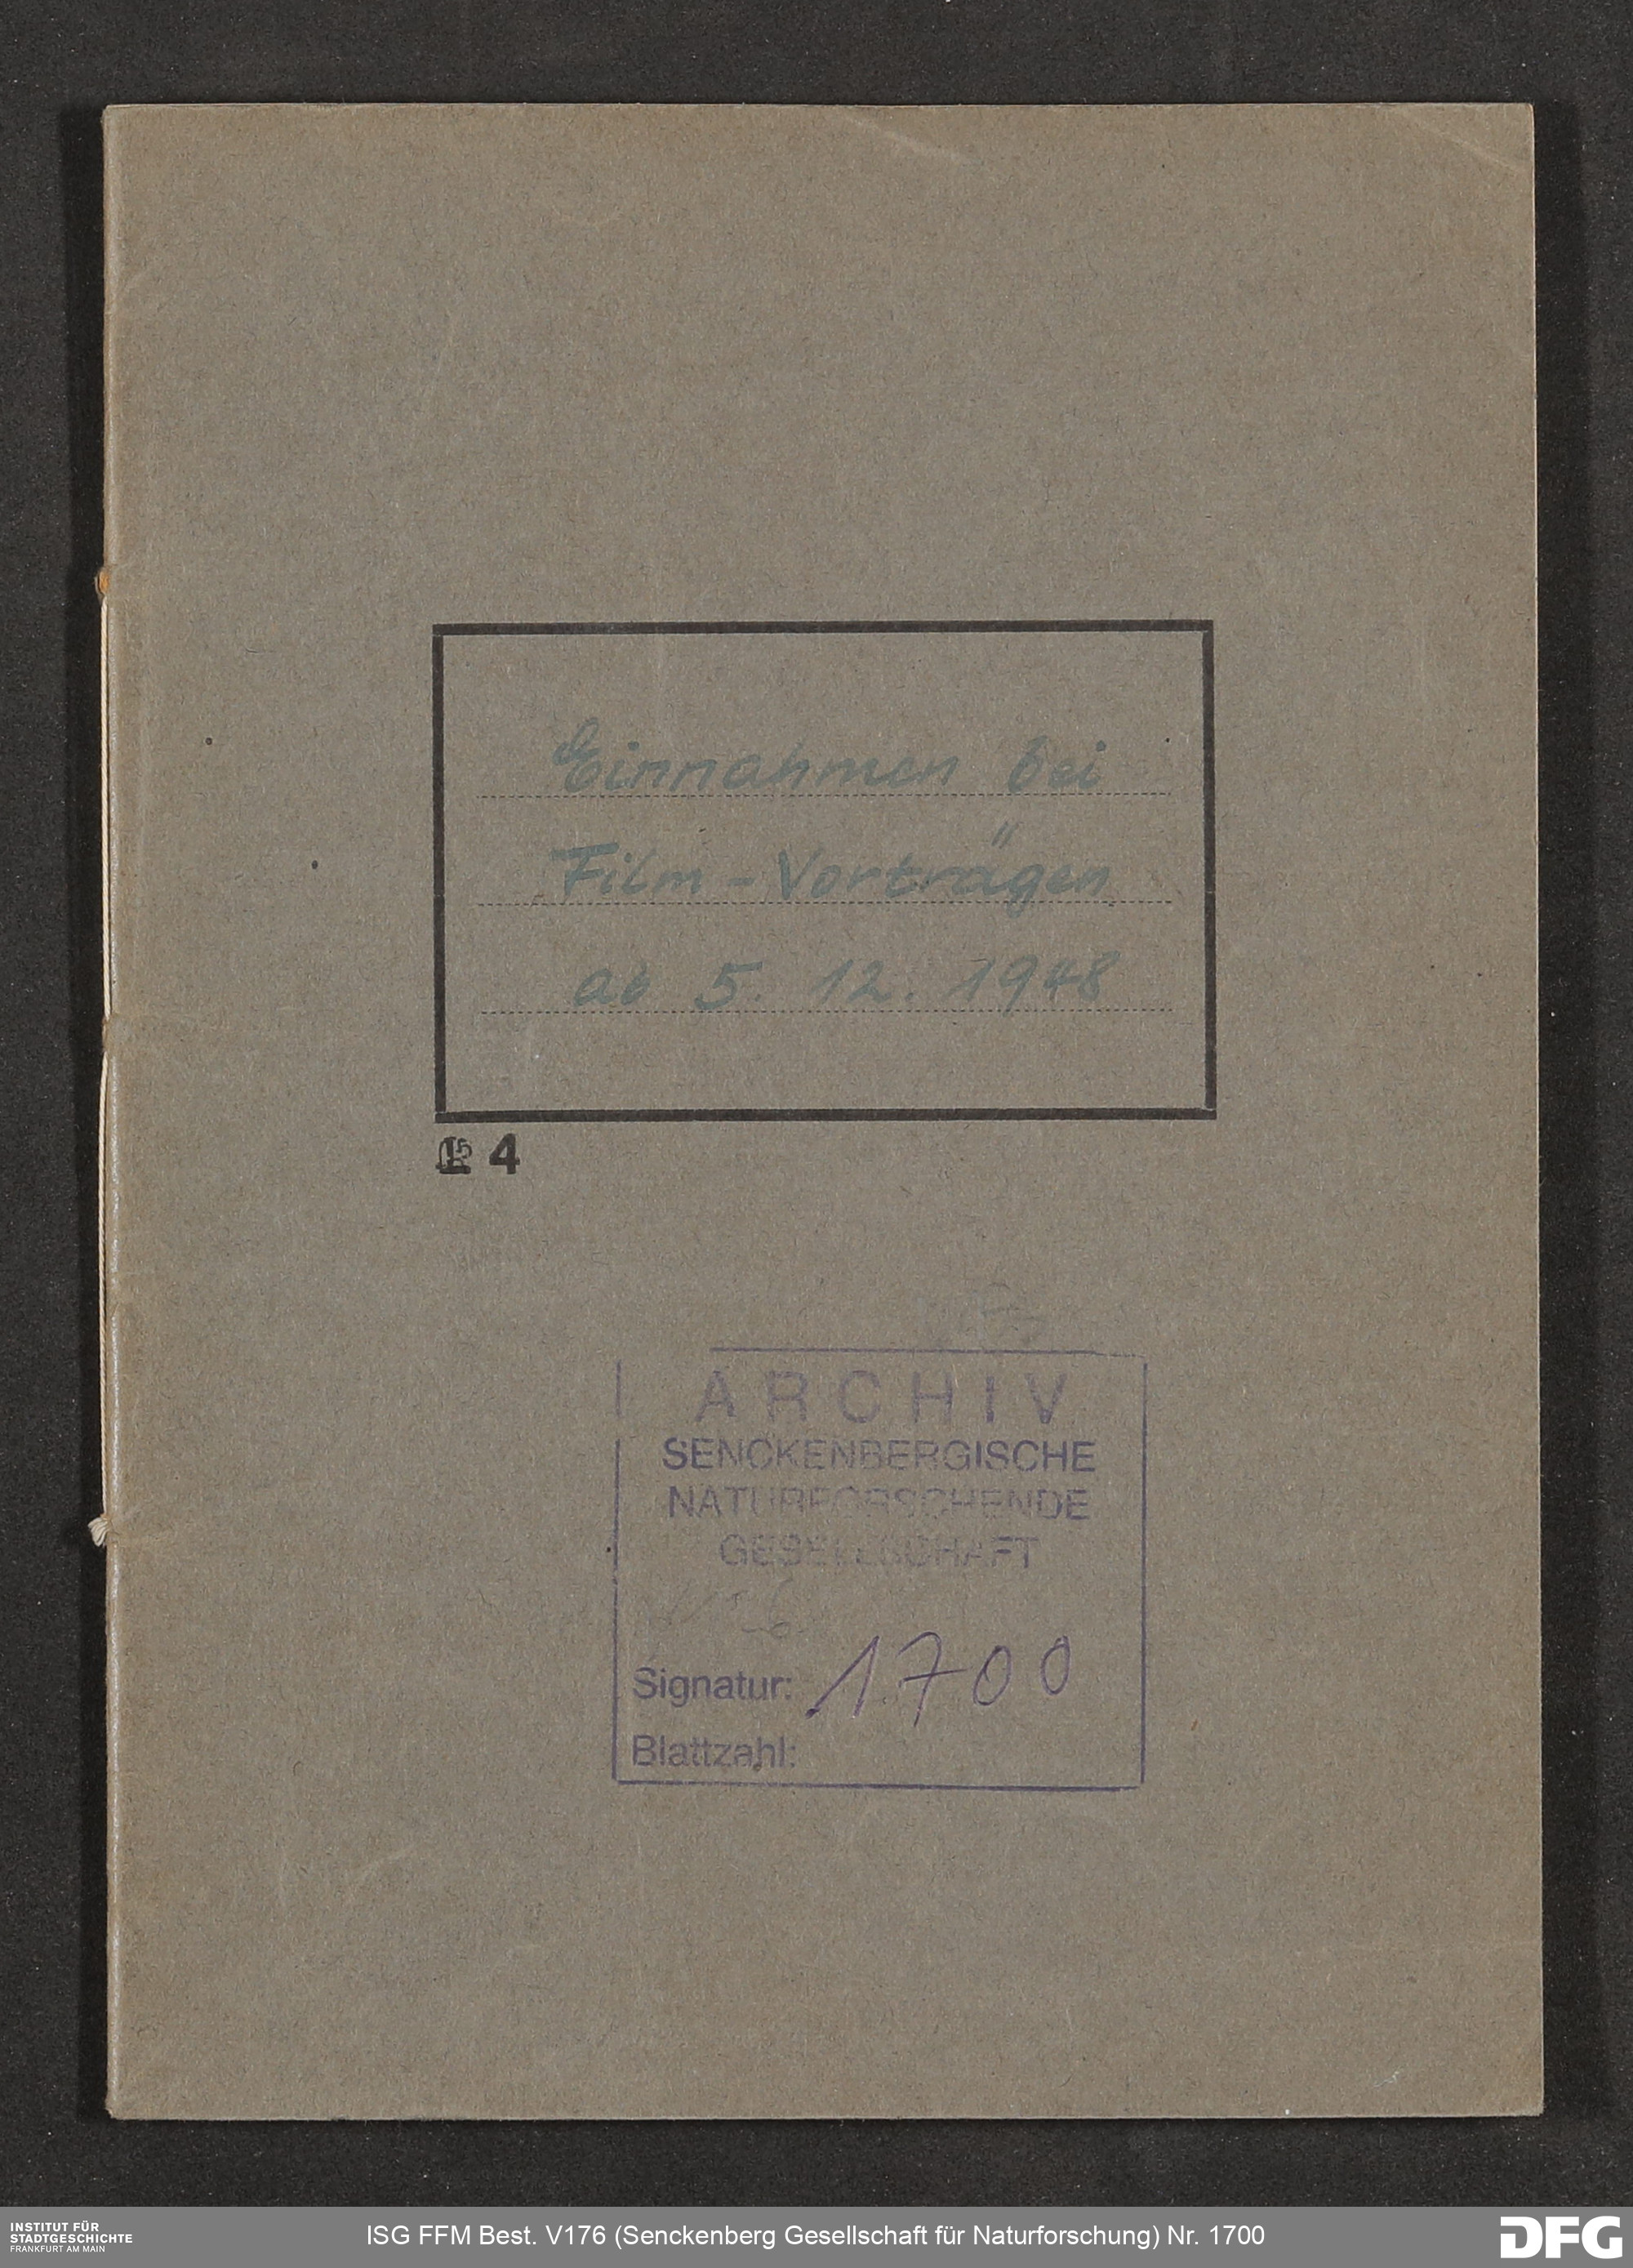 Einnahmen bei
Film - Vorträgen
ab 5. 12. 1948
4
ARCHIV
SENCKENBERGISCHE
NATURFORSCHENDE
GESELLSCHAFT
Signatur: 1700
Blattzahl:
INSTITUT FÜR
STADTGESCHICHTE
FRANKFURT AM MAIN
ISG FFM Best. V176 (Senckenberg Gesellschaft für Naturforschung) Nr. 1700
DFG